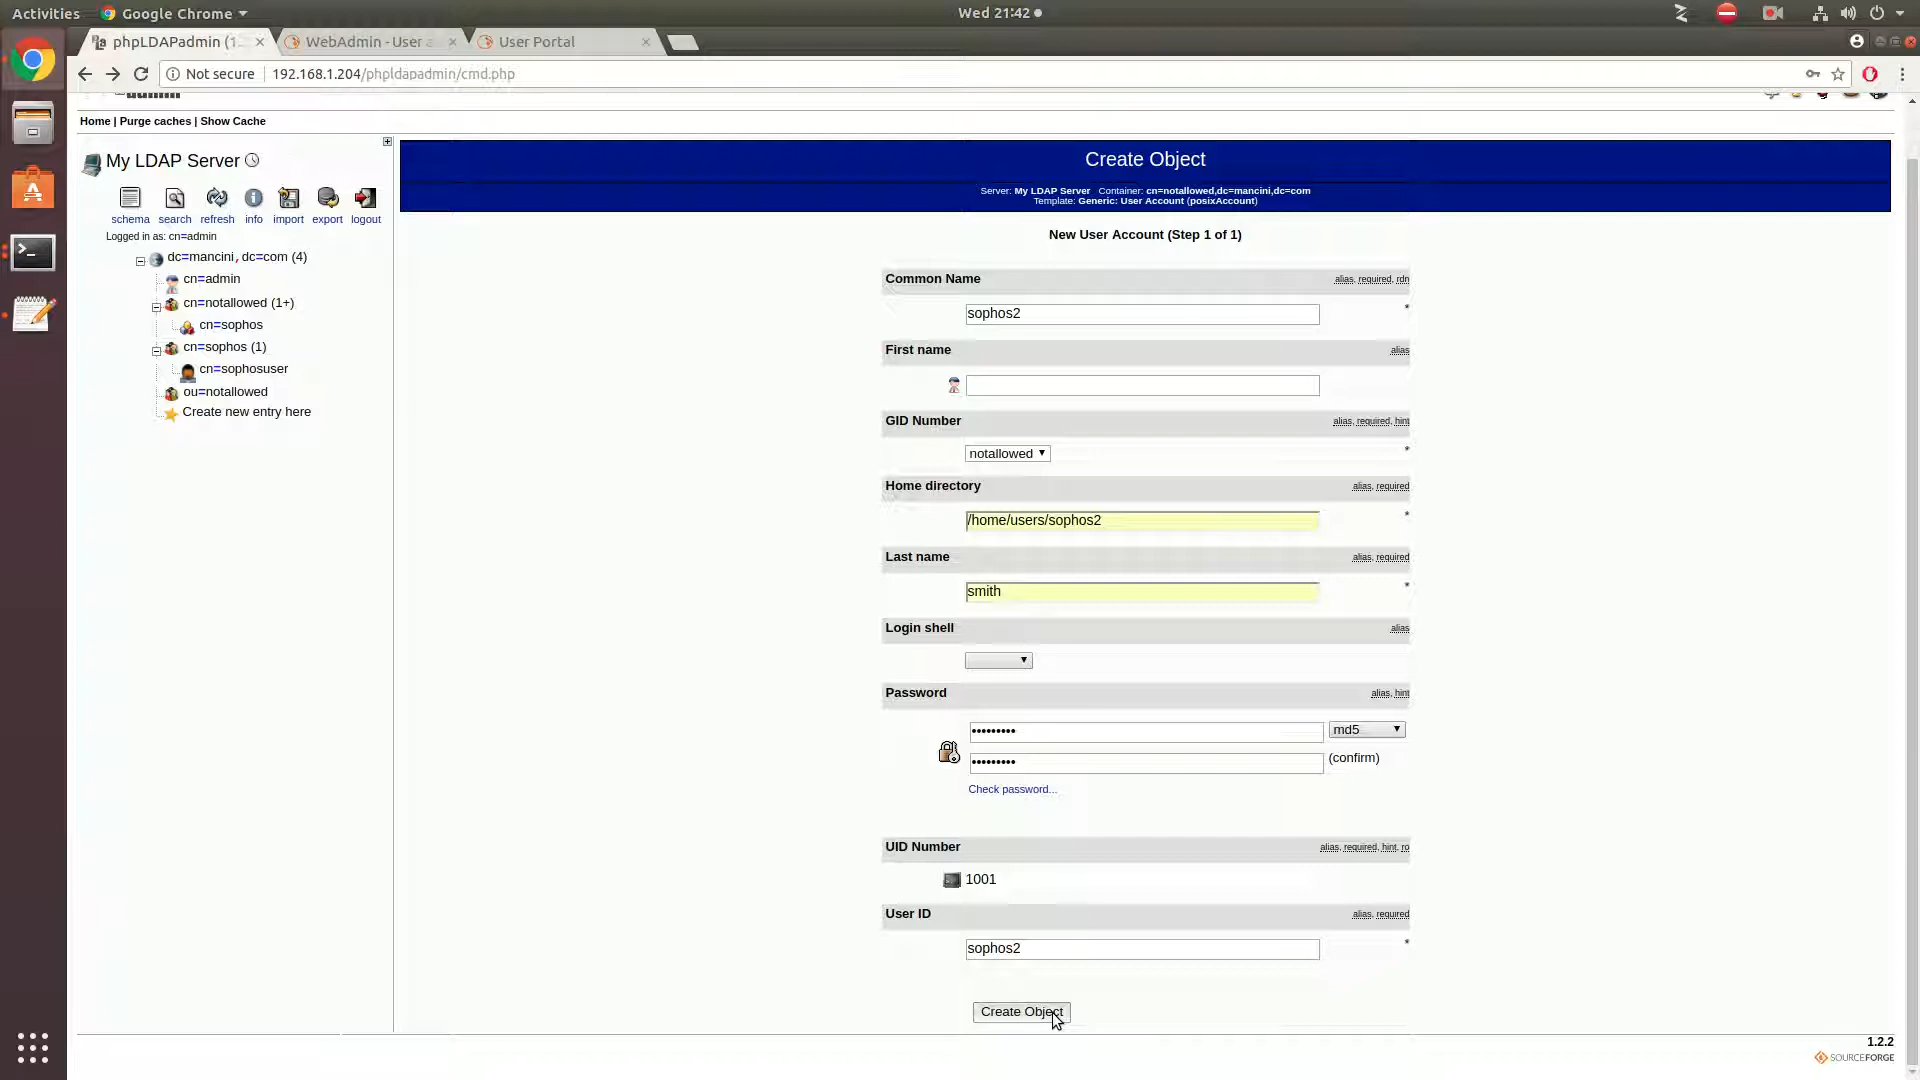 Activities
Google Chrome
Wed 21:42
phpLDAPadmin (1.
WebAdmin - User a
User Portal
Not secure
192.168.1.204/phpldapadmin/cmd.php
Home | Purge caches | Show Cache
My LDAP Server
schema search refresh info import export logout
Logged in as: cn=admin
dc=mancini,dc=com (4)
cn=admin
cn=notallowed (1+)
cn=sophos
cn=sophos (1)
cn=sophosuser
ou=notallowed
Create new entry here
Create Object
Server: My LDAP Server Container: cn=notallowed,dc=mancini,dc=com
Template: Generic: User Account (posixAccount)
New User Account (Step 1 of 1)
Common Name alias, required, rdn
sophos2 *
First name alias
GID Number alias, required, hint
notallowed *
Home directory alias, required
/home/users/sophos2 *
Last name alias, required
smith *
Login shell alias
Password alias, hint
••••••••• md5
••••••••• (confirm)
Check password...
UID Number alias, required, hint, ro
1001
User ID alias, required
sophos2 *
Create Object
1.2.2
SOURCEFORGE